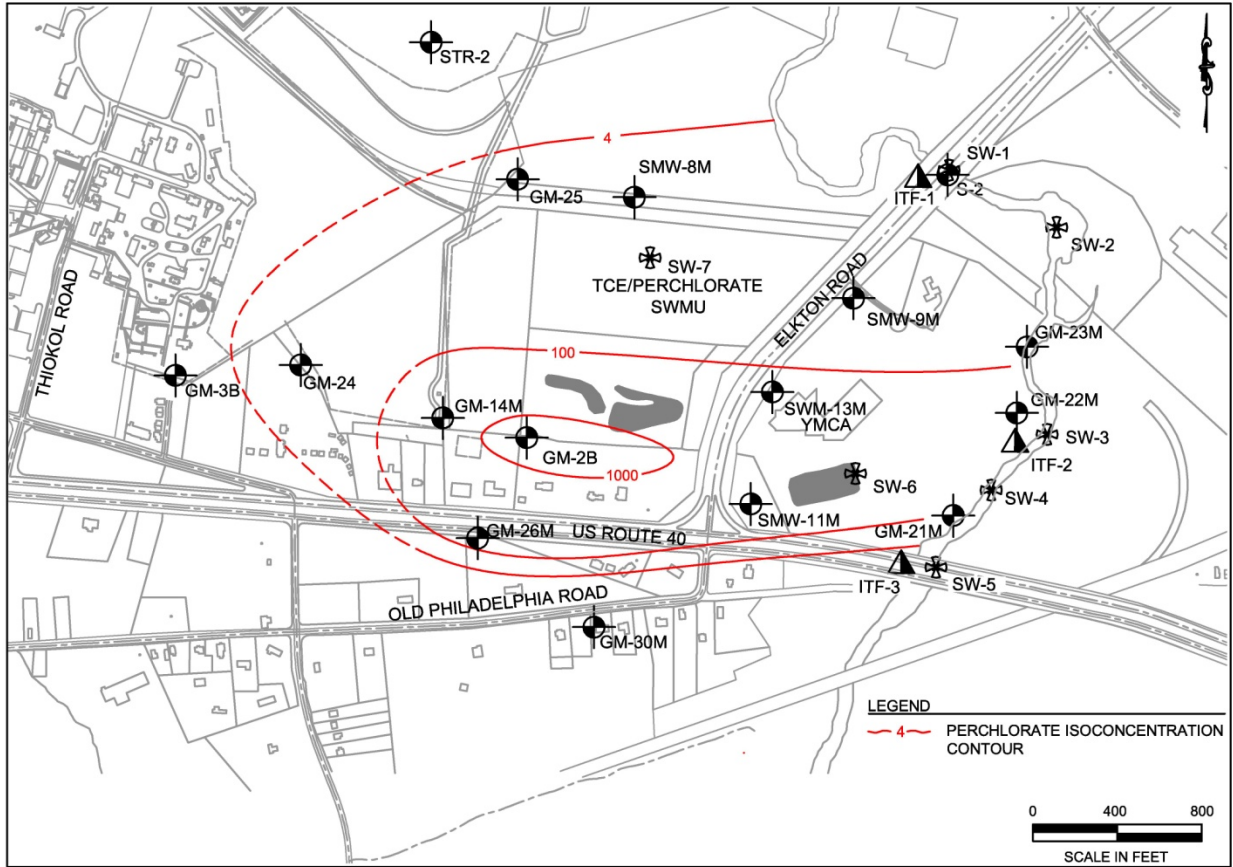 STR-2
4
SMW-8M
GM-25
SW-1
ITF-1
S-2
SW-2
SW-7
TCE/PERCHLORATE
SWMU
ELKTON ROAD
THIOKOL ROAD
SMW-9M
GM-23M
100
GM-24
GM-3B
GM-14M
SWM-13M
YMCA
GM-22M
SW-3
ITF-2
GM-2B
1000
SW-6
SW-4
SMW-11M
GM-21M
GM-26M
US ROUTE 40
ITF-3
SW-5
OLD PHILADELPHIA ROAD
GM-30M
LEGEND
4 PERCHLORATE ISOCONCENTRATION
CONTOUR
0 400 800
SCALE IN FEET